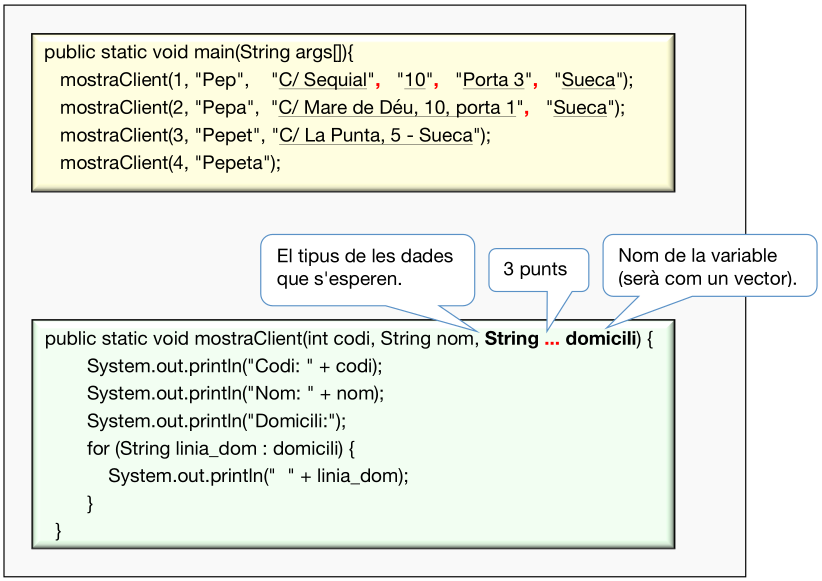 public static void main(String args[]){
mostraClient(1, "Pep", "C/ Sequial", "10", "Porta 3", "Sueca");
mostraClient(2, "Pepa", "C/ Mare de Déu, 10, porta 1", "Sueca");
mostraClient(3, "Pepet", "C/ La Punta, 5 - Sueca");
mostraClient(4, "Pepeta");
El tipus de les dades
que s'esperen.
3 punts
Nom de la variable
(serà com un vector).
public static void mostraClient(int codi, String nom, String ... domicili) {
System.out.println("Codi: " + codi);
System.out.println("Nom: " + nom);
System.out.println("Domicili:");
for (String linia_dom : domicili) {
System.out.println("  " + linia_dom);
}
}